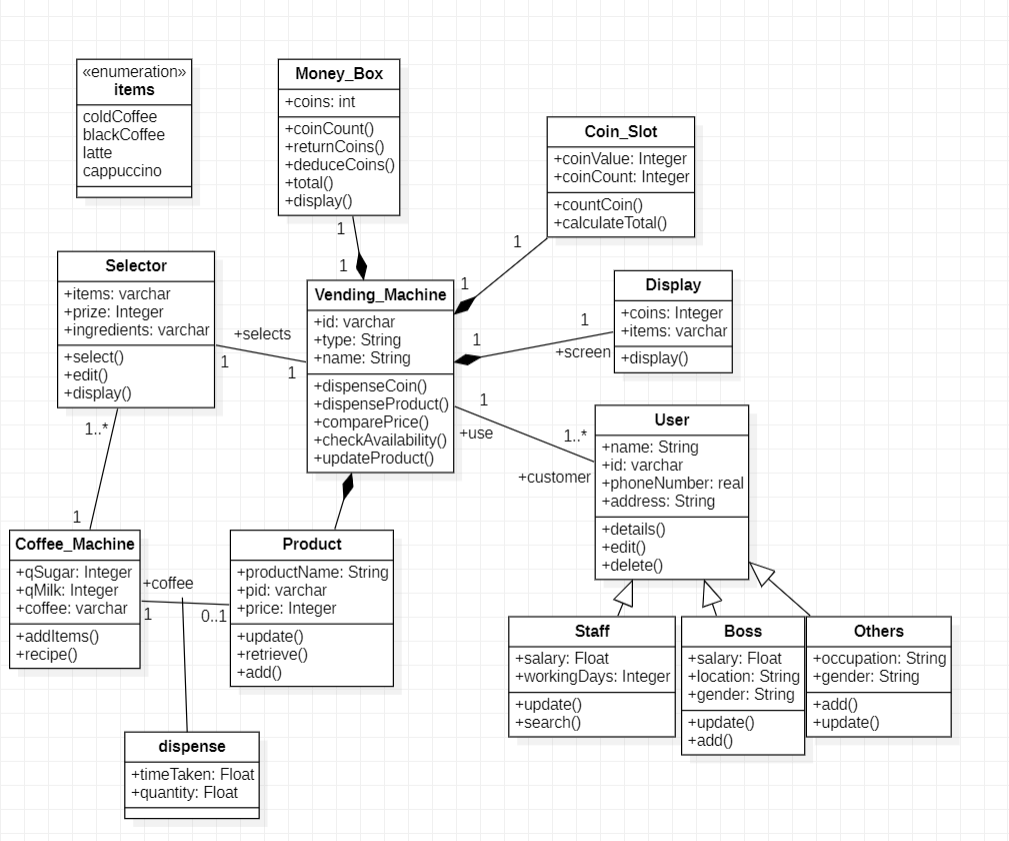 «enumeration»
items
coldCoffee
blackCoffee
latte
cappuccino
Money_Box
+coins: int
+coinCount()
+returnCoins()
+deduceCoins()
+total()
+display()
Coin_Slot
+coinValue: Integer
+coinCount: Integer
+countCoin()
+calculateTotal()
1
1
1
1
Selector
+items: varchar
+prize: Integer
+ingredients: varchar
+select()
+edit()
+display()
+selects
1
1
Vending_Machine
+id: varchar
+type: String
+name: String
+dispenseCoin()
+dispenseProduct()
+comparePrice()
+checkAvailability()
+updateProduct()
Display
+coins: Integer
+items: varchar
+display()
1
1
+screen
1
+use
1..*
+customer
User
+name: String
+id: varchar
+phoneNumber: real
+address: String
+details()
+edit()
+delete()
1..*
1
Coffee_Machine
+qSugar: Integer
+qMilk: Integer
+coffee: varchar
+addItems()
+recipe()
+coffee
1
0..1
Product
+productName: String
+pid: varchar
+price: Integer
+update()
+retrieve()
+add()
Staff
+salary: Float
+workingDays: Integer
+update()
+search()
Boss
+salary: Float
+location: String
+gender: String
+update()
+add()
Others
+occupation: String
+gender: String
+add()
+update()
dispense
+timeTaken: Float
+quantity: Float